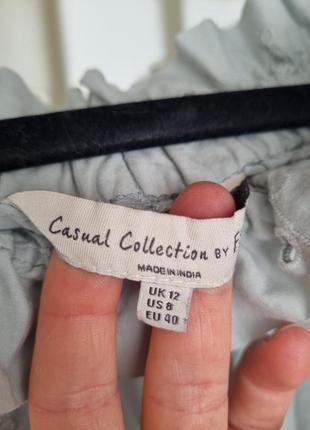 Casual Collection BY F
MADE IN INDIA
UK 12
US 8
EU 40